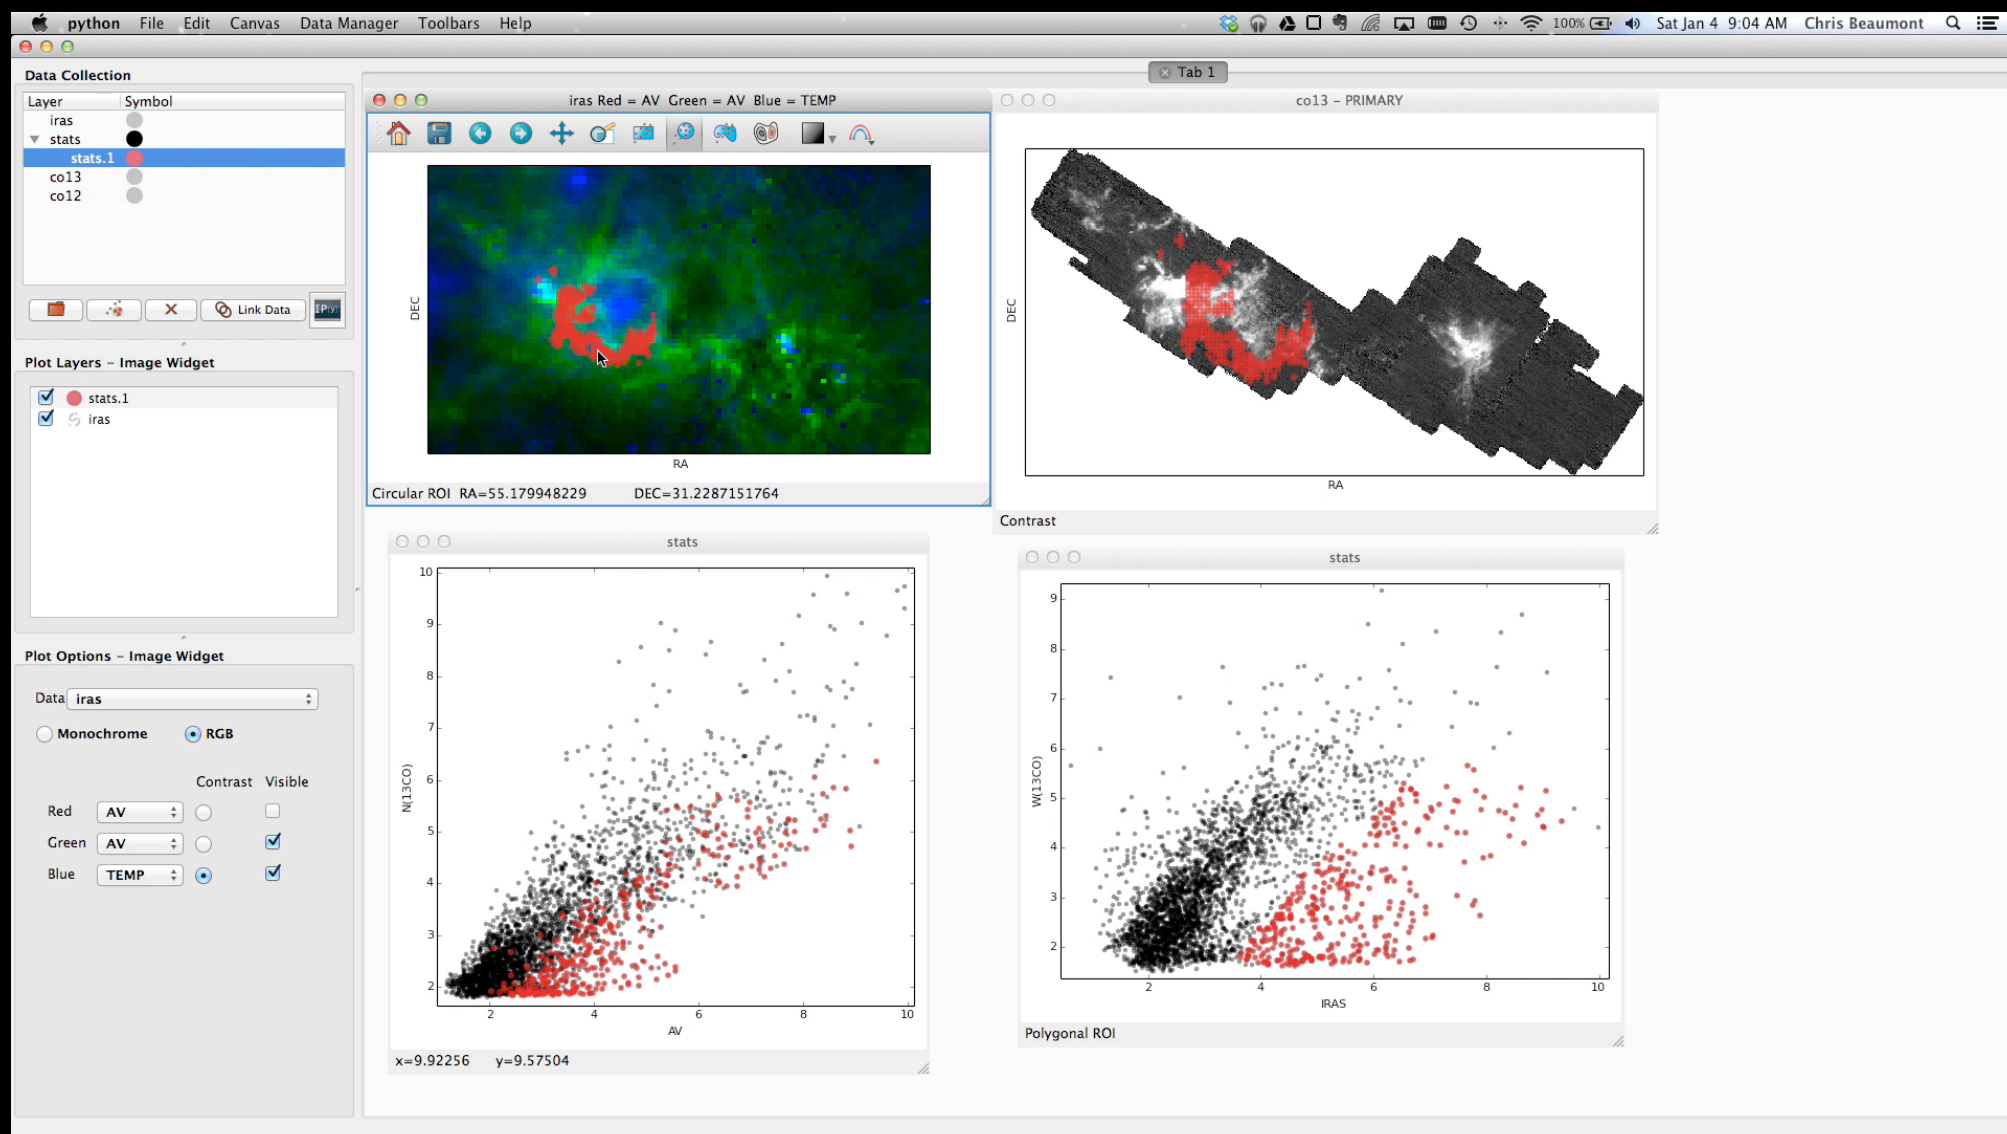 python File Edit Canvas Data Manager Toolbars Help 100% Sat Jan 4 9:04 AM Chris Beaumont
Tab 1
Data Collection
Layer Symbol
iras
stats
stats.1
co13
co12
Link Data
IP[y]:
Plot Layers - Image Widget
stats.1
iras
Plot Options - Image Widget
Data iras
Monochrome RGB
Contrast Visible
Red AV
Green AV
Blue TEMP
iras Red = AV Green = AV Blue = TEMP
DEC
RA
Circular ROI RA=55.179948229 DEC=31.2287151764
co13 - PRIMARY
DEC
RA
Contrast
stats
10
9
8
7
6
5
4
3
2
N(13CO)
2 4 6 8 10
AV
x=9.92256 y=9.57504
stats
9
8
7
6
5
4
3
2
W(13CO)
2 4 6 8 10
IRAS
Polygonal ROI